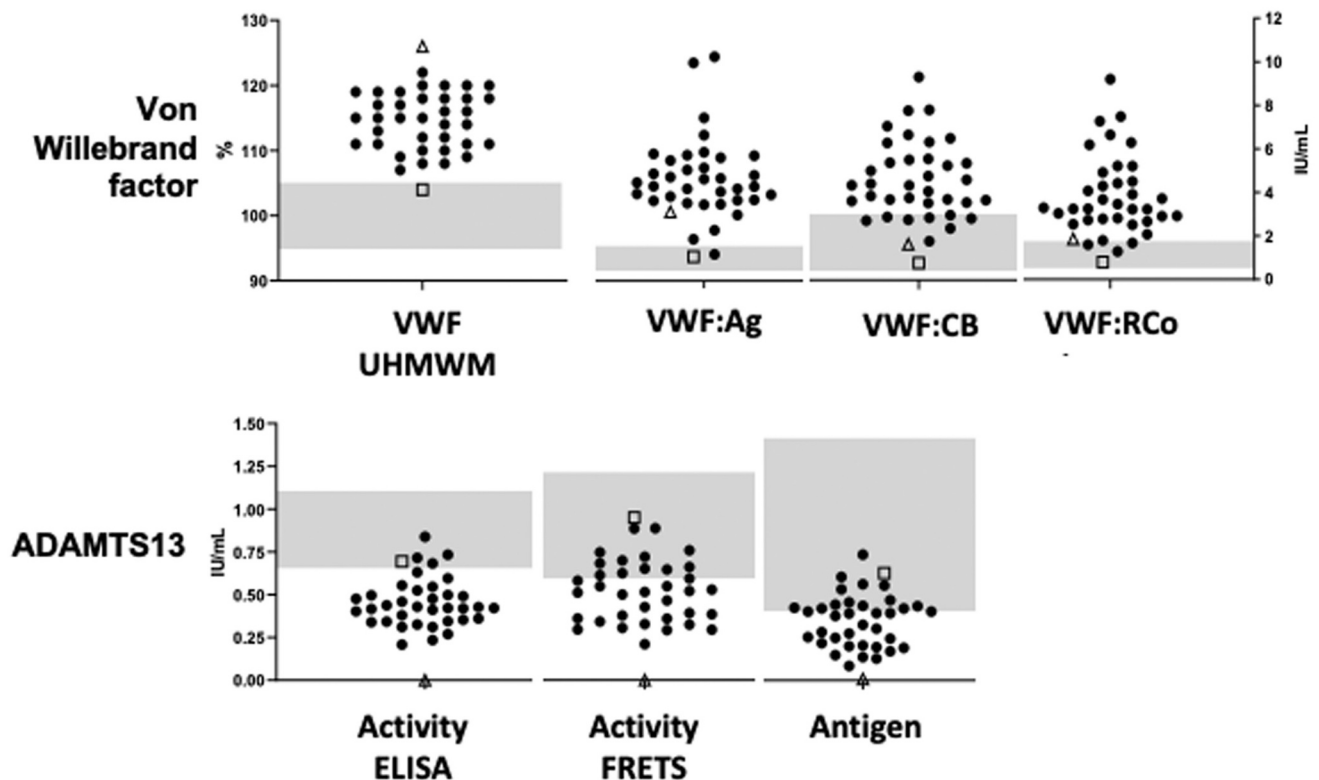 Von
Willebrand
factor
%
130
120
110
100
90
12
10
8
6
4
2
0
IU/mL
VWF
UHMWM
VWF:Ag
VWF:CB
VWF:RCo
ADAMTS13
IU/mL
1.50
1.25
1.00
0.75
0.50
0.25
0.00
Activity
ELISA
Activity
FRETS
Antigen